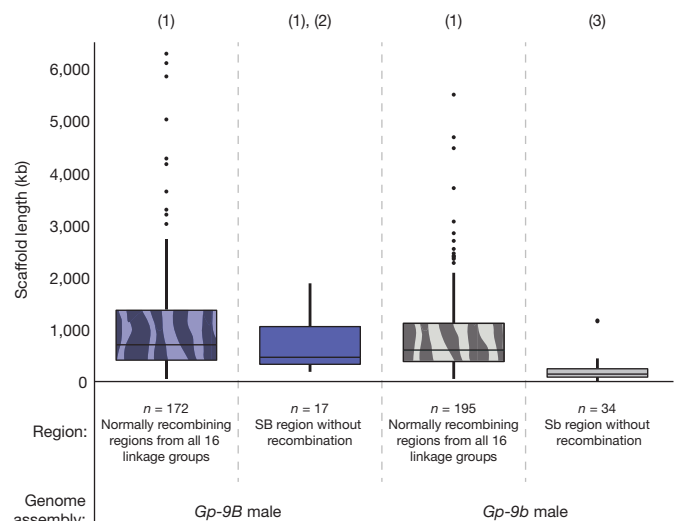 (1) (1), (2) (1) (3)
Scaffold length (kb)
6,000
5,000
4,000
3,000
2,000
1,000
0
Region:
n = 172
Normally recombining
regions from all 16
linkage groups
n = 17
SB region without
recombination
n = 195
Normally recombining
regions from all 16
linkage groups
n = 34
Sb region without
recombination
Genome
assembly:
Gp-9B male
Gp-9b male